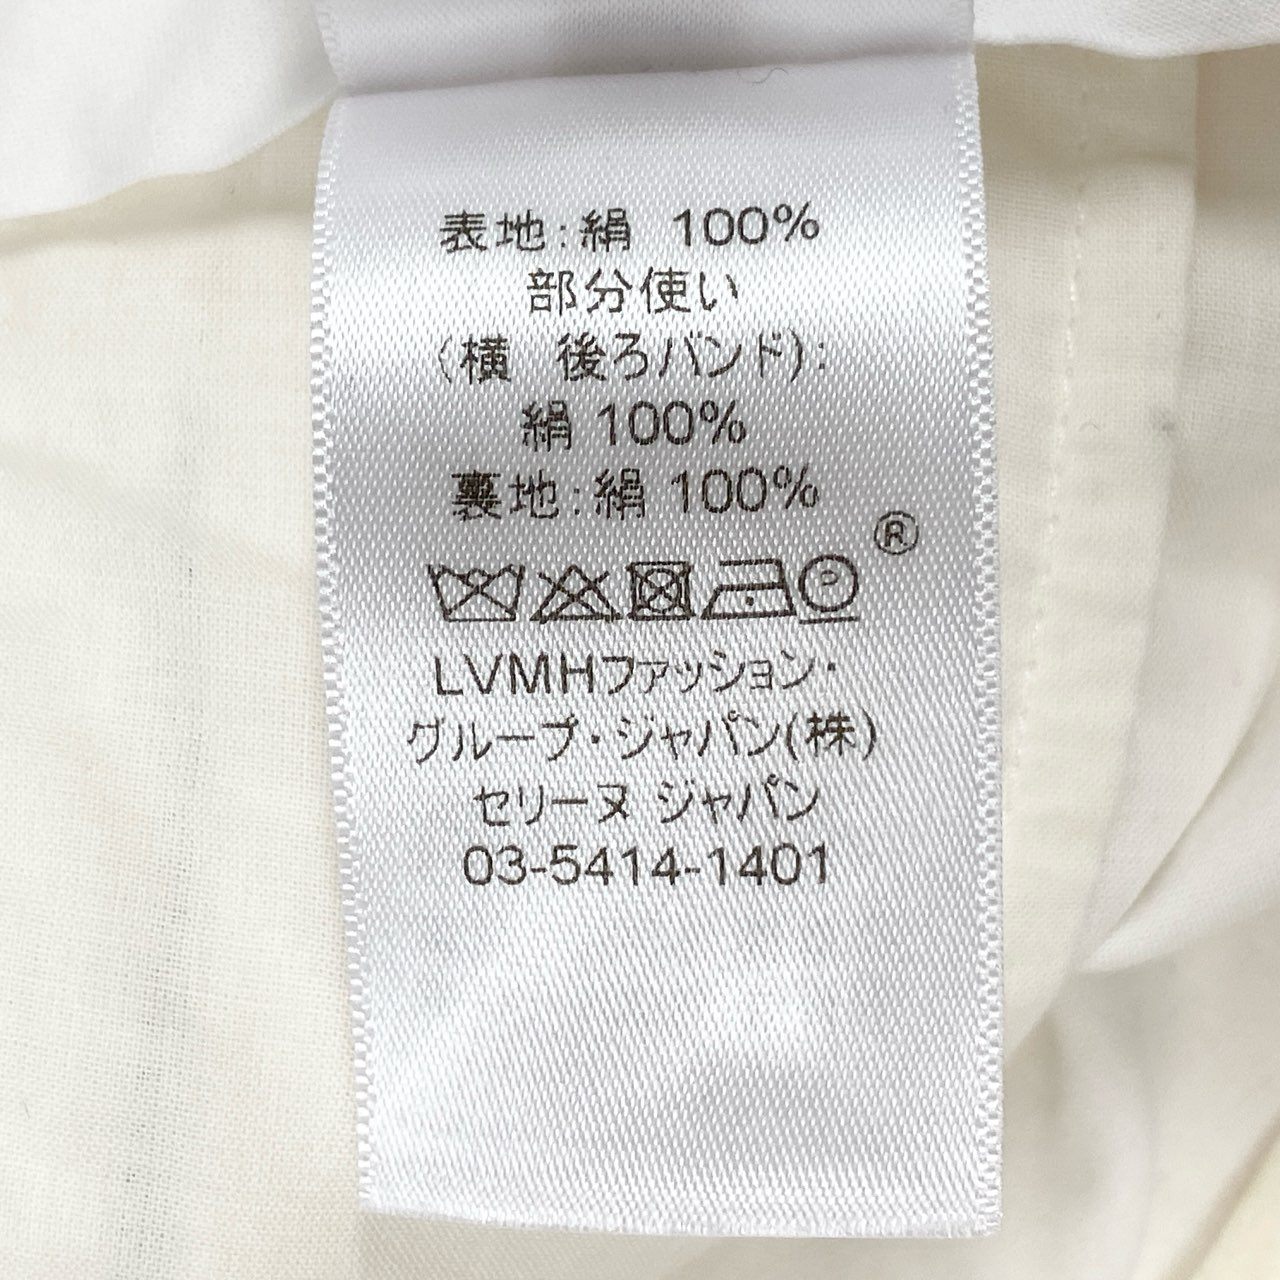 表地:絹 100%
部分使い
(横 後ろバンド):
絹 100%
裏地:絹 100%
®
P
LVMHファッション・
グループ・ジャパン(株)
セリーヌ ジャパン
03-5414-1401